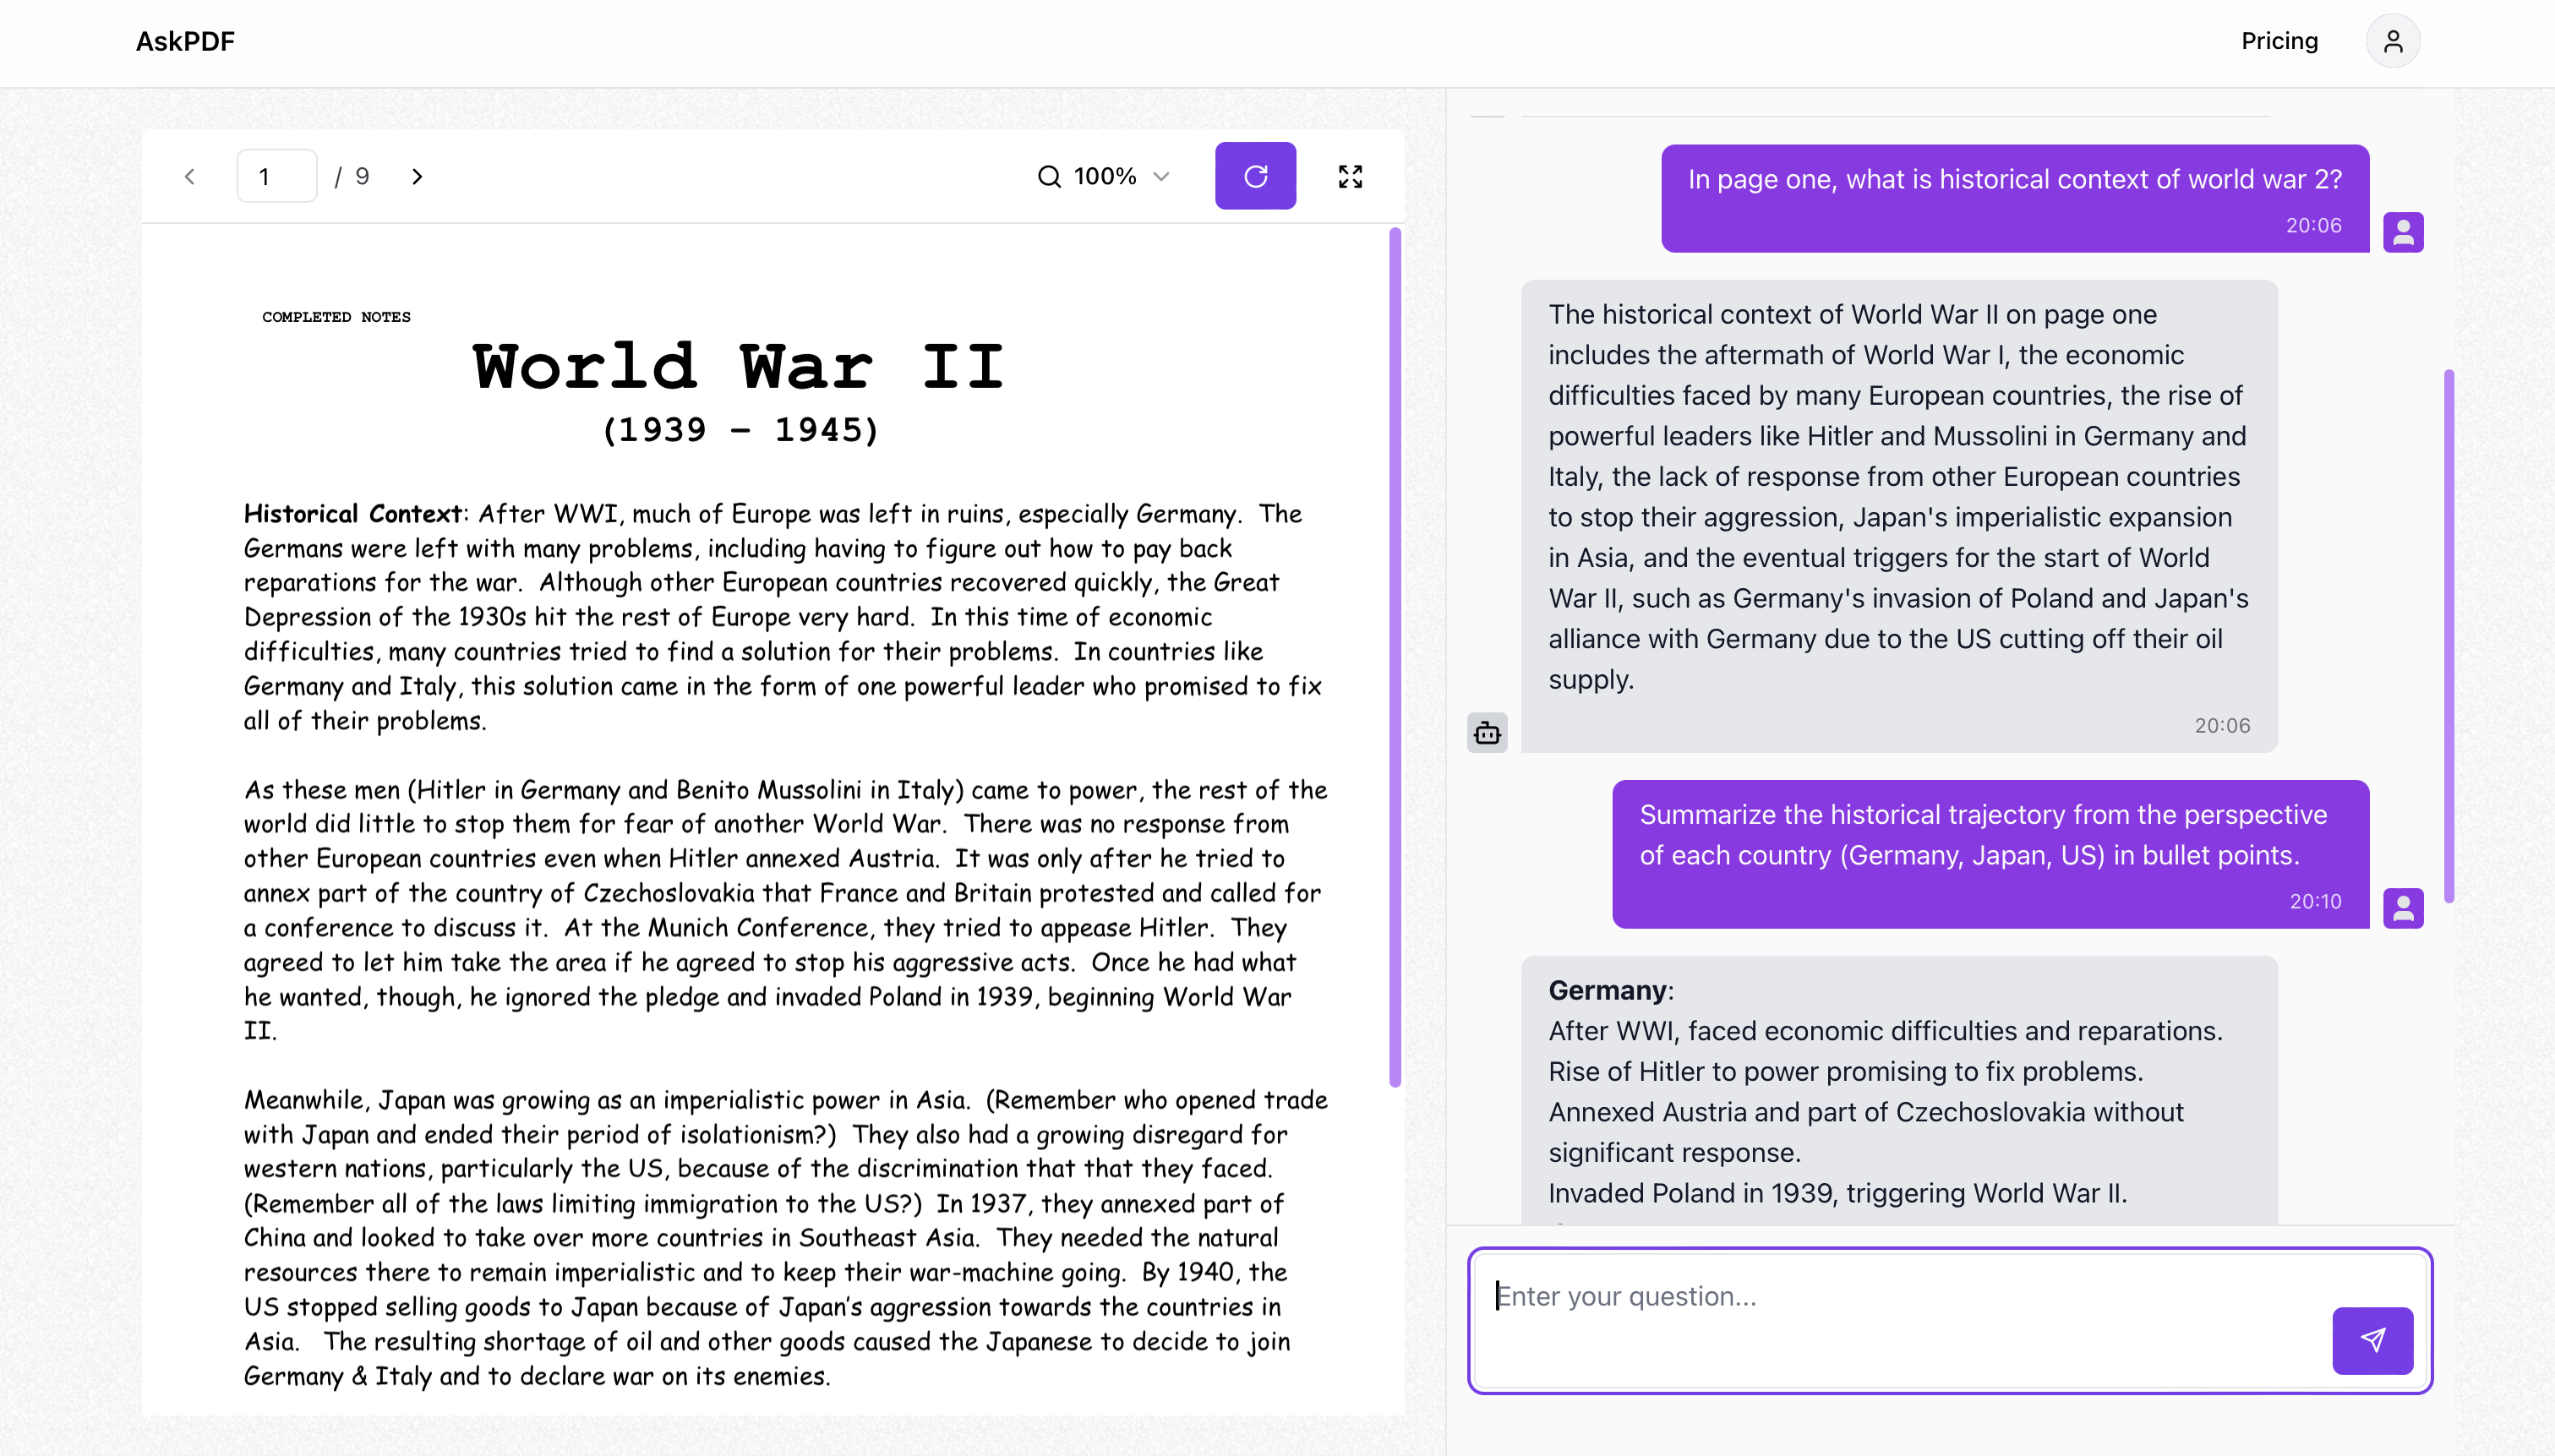 AskPDF
Pricing
1 / 9
100%
COMPLETED NOTES
World War II
(1939 – 1945)
Historical Context: After WWI, much of Europe was left in ruins, especially Germany. The
Germans were left with many problems, including having to figure out how to pay back
reparations for the war. Although other European countries recovered quickly, the Great
Depression of the 1930s hit the rest of Europe very hard. In this time of economic
difficulties, many countries tried to find a solution for their problems. In countries like
Germany and Italy, this solution came in the form of one powerful leader who promised to fix
all of their problems.
As these men (Hitler in Germany and Benito Mussolini in Italy) came to power, the rest of the
world did little to stop them for fear of another World War. There was no response from
other European countries even when Hitler annexed Austria. It was only after he tried to
annex part of the country of Czechoslovakia that France and Britain protested and called for
a conference to discuss it. At the Munich Conference, they tried to appease Hitler. They
agreed to let him take the area if he agreed to stop his aggressive acts. Once he had what
he wanted, though, he ignored the pledge and invaded Poland in 1939, beginning World War
II.
Meanwhile, Japan was growing as an imperialistic power in Asia. (Remember who opened trade
with Japan and ended their period of isolationism?) They also had a growing disregard for
western nations, particularly the US, because of the discrimination that that they faced.
(Remember all of the laws limiting immigration to the US?) In 1937, they annexed part of
China and looked to take over more countries in Southeast Asia. They needed the natural
resources there to remain imperialistic and to keep their war-machine going. By 1940, the
US stopped selling goods to Japan because of Japan's aggression towards the countries in
Asia. The resulting shortage of oil and other goods caused the Japanese to decide to join
Germany & Italy and to declare war on its enemies.
In page one, what is historical context of world war 2?
20:06
The historical context of World War II on page one
includes the aftermath of World War I, the economic
difficulties faced by many European countries, the rise of
powerful leaders like Hitler and Mussolini in Germany and
Italy, the lack of response from other European countries
to stop their aggression, Japan's imperialistic expansion
in Asia, and the eventual triggers for the start of World
War II, such as Germany's invasion of Poland and Japan's
alliance with Germany due to the US cutting off their oil
supply.
20:06
Summarize the historical trajectory from the perspective
of each country (Germany, Japan, US) in bullet points.
20:10
Germany:
After WWI, faced economic difficulties and reparations.
Rise of Hitler to power promising to fix problems.
Annexed Austria and part of Czechoslovakia without
significant response.
Invaded Poland in 1939, triggering World War II.
Enter your question...